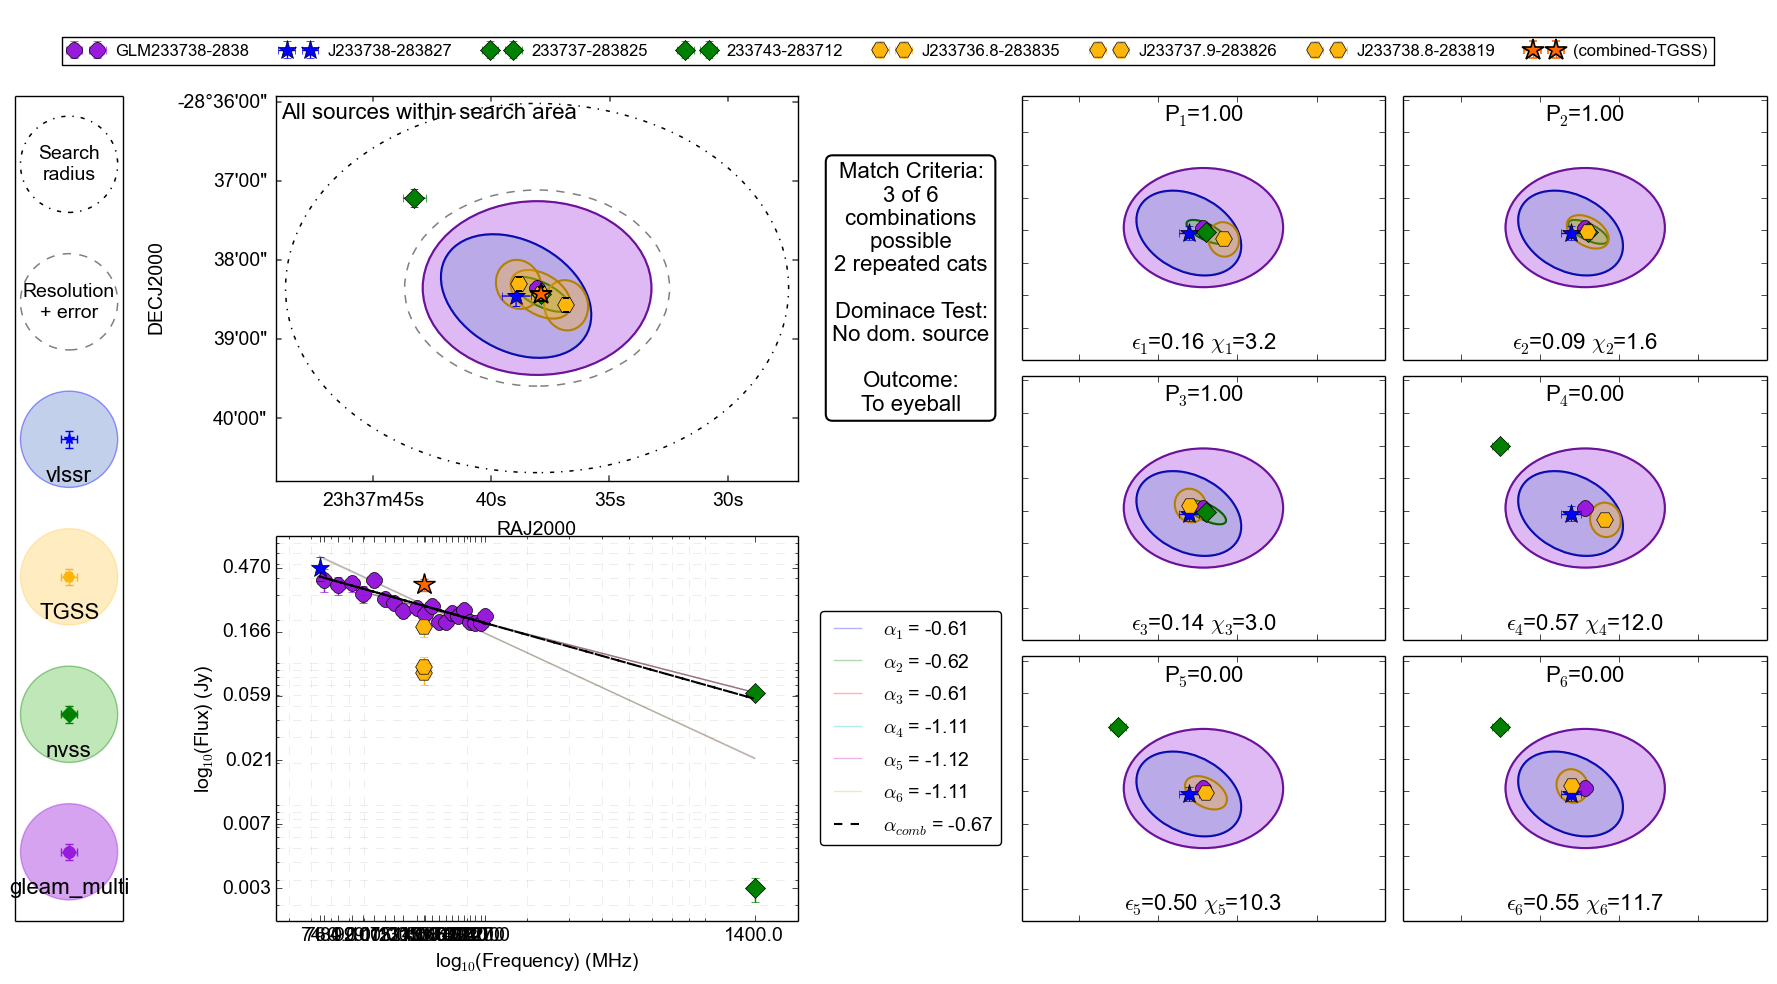 GLM233738-2838 J233738-283827 233737-283825 233743-283712 J233736.8-283835 J233737.9-283826 J233738.8-283819 (combined-TGSS)
Search
radius
Resolution
+ error
vlssr
TGSS
nvss
gleam_multi
All sources within search area
-28°36'00"
37'00"
38'00"
39'00"
40'00"
DECJ2000
23h37m45s 40s 35s 30s
RAJ2000
Match Criteria:
3 of 6
combinations
possible
2 repeated cats
Dominace Test:
No dom. source
Outcome:
To eyeball
0.470
0.166
0.059
0.021
0.007
0.003
log10(Flux) (Jy)
1400.0
log10(Frequency) (MHz)
α1 = -0.61
α2 = -0.62
α3 = -0.61
α4 = -1.11
α5 = -1.12
α6 = -1.11
αcomb = -0.67
P1=1.00
ϵ1=0.16 χ1=3.2
P2=1.00
ϵ2=0.09 χ2=1.6
P3=1.00
ϵ3=0.14 χ3=3.0
P4=0.00
ϵ4=0.57 χ4=12.0
P5=0.00
ϵ5=0.50 χ5=10.3
P6=0.00
ϵ6=0.55 χ6=11.7